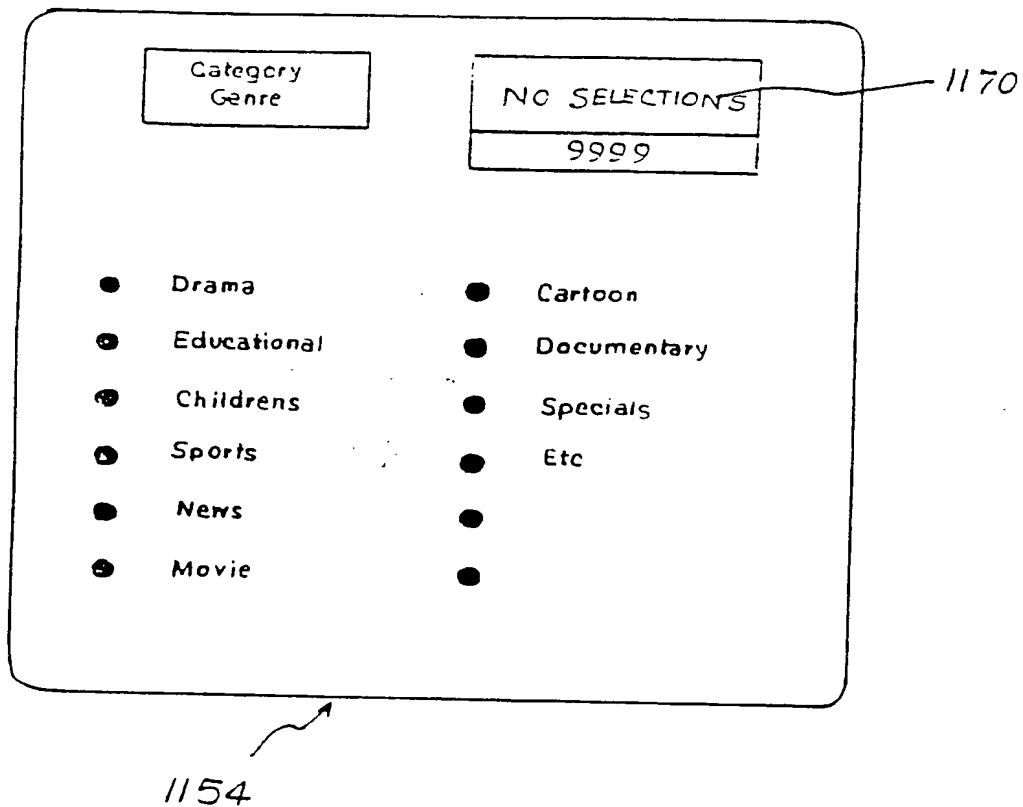 Category
Genre
NO SELECTIONS
9999
1170
Drama
Educational
Childrens
Sports
News
Movie
Cartoon
Documentary
Specials
Etc
1154